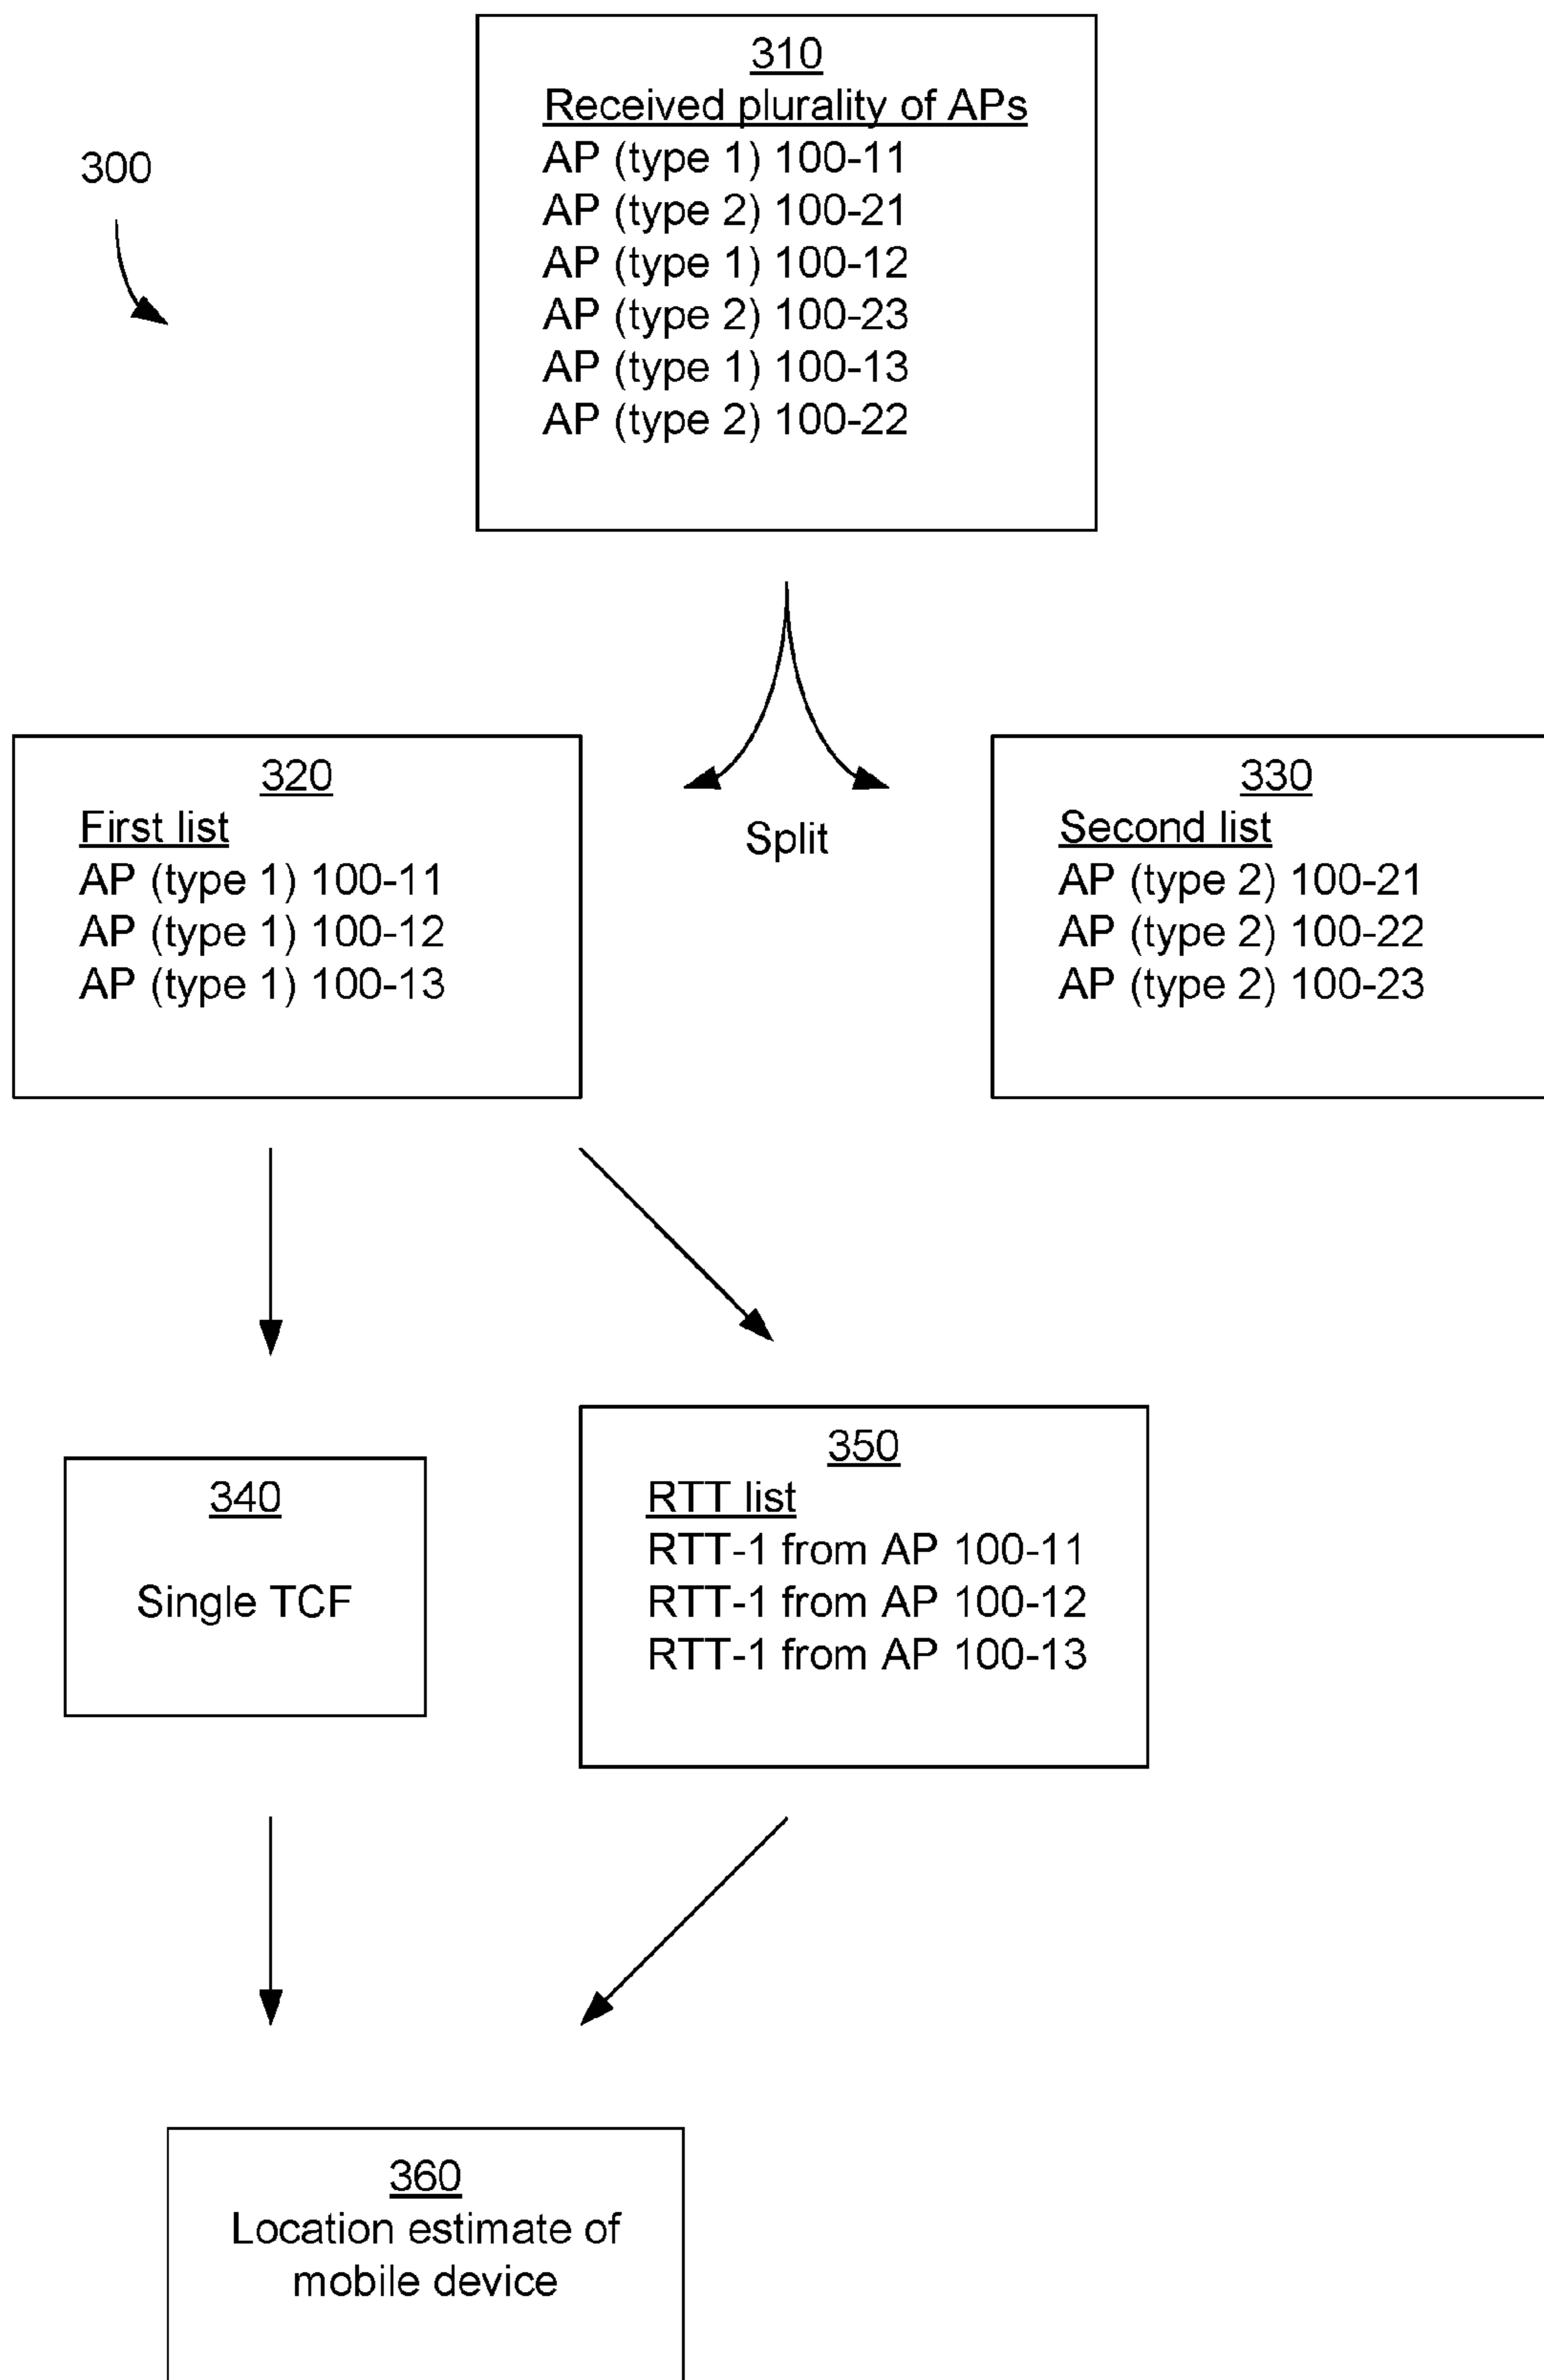 310
Received plurality of APs
AP (type 1) 100-11
AP (type 2) 100-21
AP (type 1) 100-12
AP (type 2) 100-23
AP (type 1) 100-13
AP (type 2) 100-22
300
Split
320
First list
AP (type 1) 100-11
AP (type 1) 100-12
AP (type 1) 100-13
330
Second list
AP (type 2) 100-21
AP (type 2) 100-22
AP (type 2) 100-23
340
Single TCF
350
RTT list
RTT-1 from AP 100-11
RTT-1 from AP 100-12
RTT-1 from AP 100-13
360
Location estimate of
mobile device